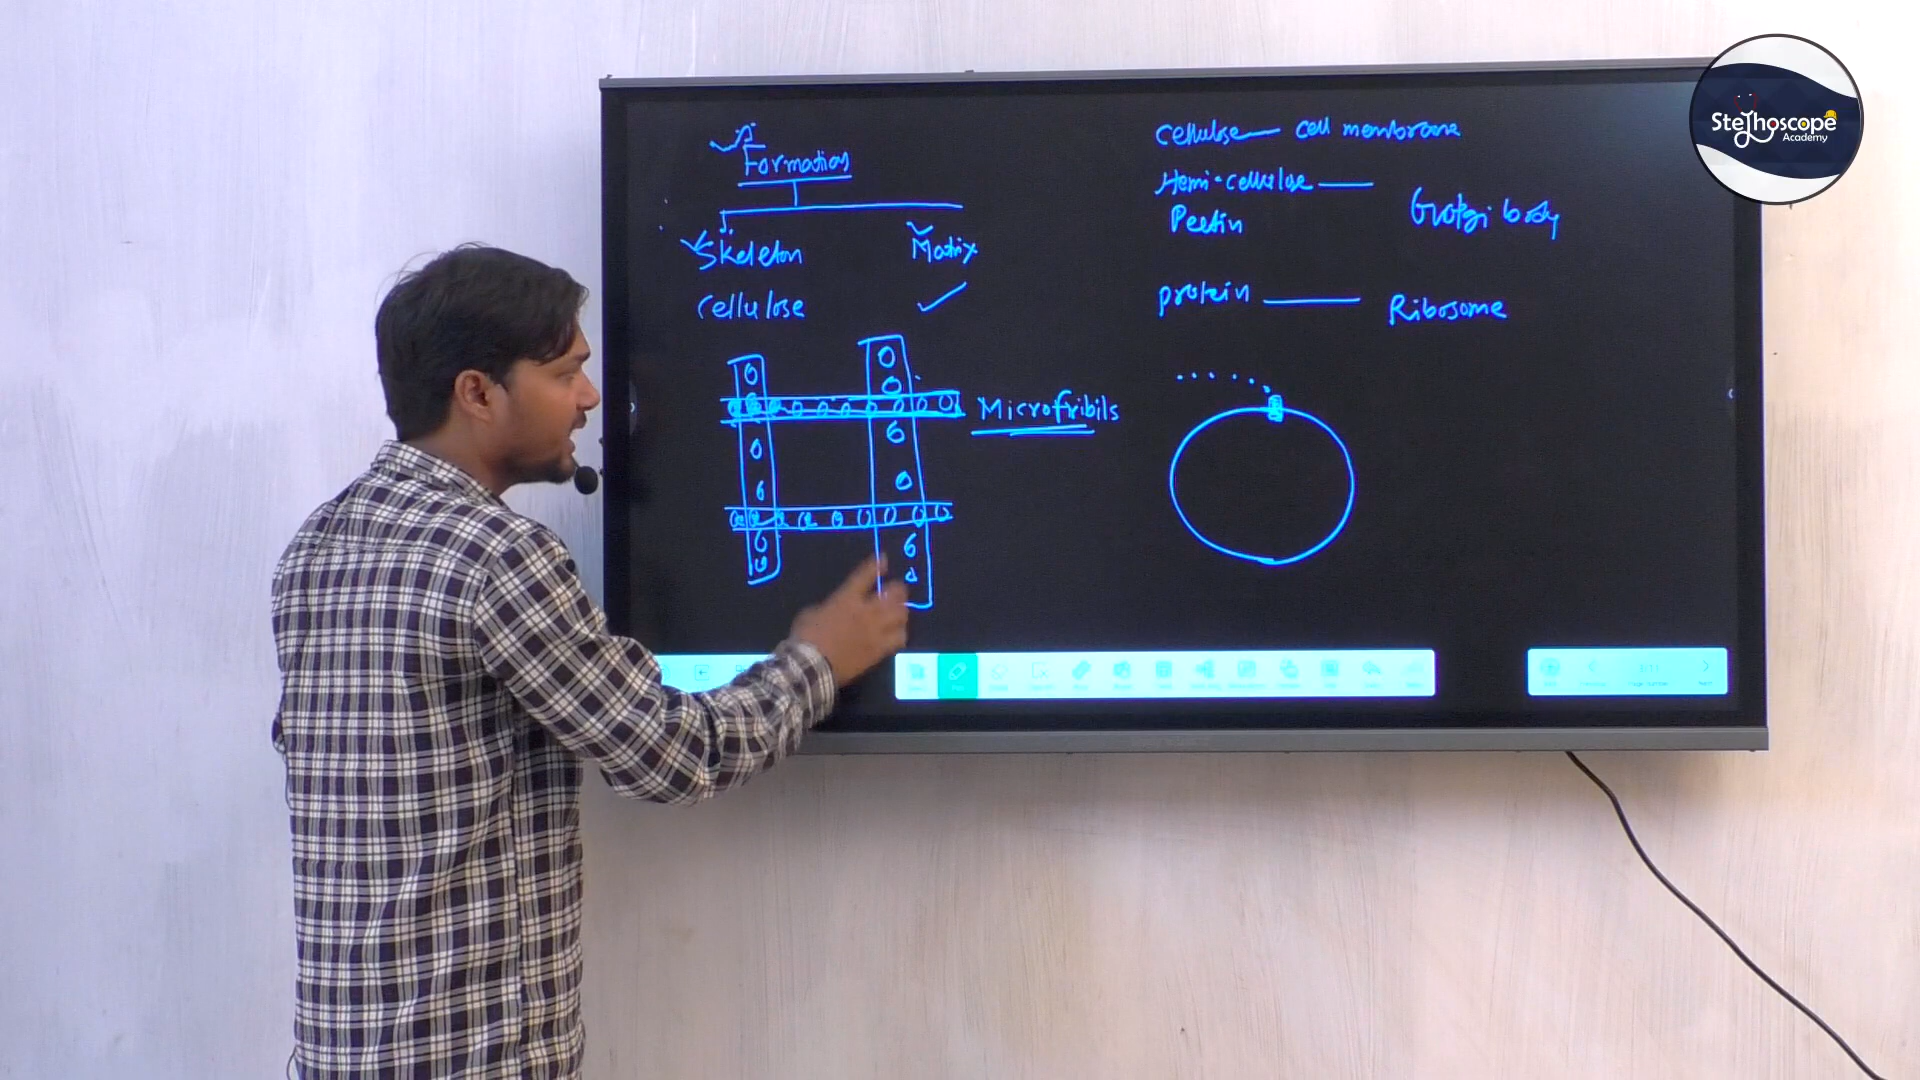 Formation
Skeleton Matrix
Cellulose
Microfribils
Cellulose — Cell membrane
Hemi-cellulose —
Pectin Golgi body
protein — Ribosome
Stethoscope
Academy